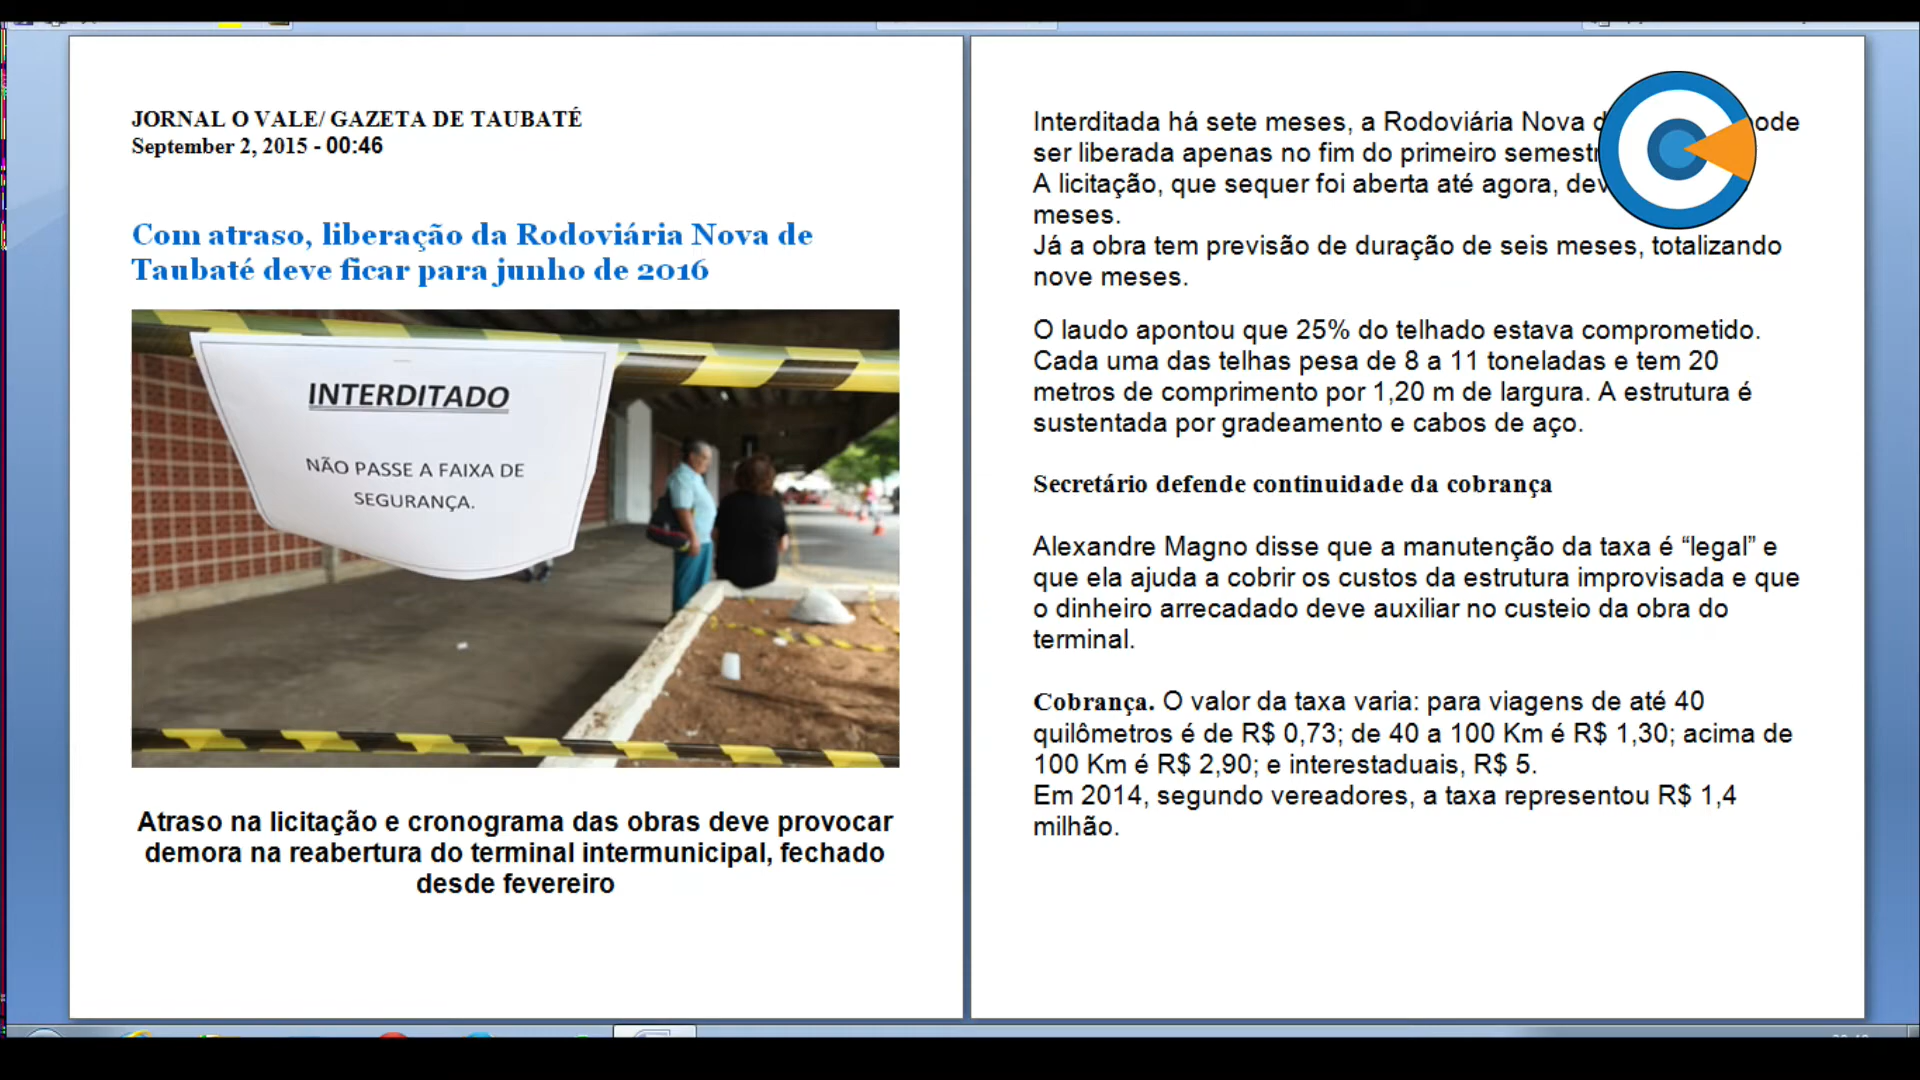 JORNAL O VALE/ GAZETA DE TAUBATÉ
September 2, 2015 - 00:46
Com atraso, liberação da Rodoviária Nova de
Taubaté deve ficar para junho de 2016
INTERDITADO
NÃO PASSE A FAIXA DE
SEGURANÇA.
Atraso na licitação e cronograma das obras deve provocar
demora na reabertura do terminal intermunicipal, fechado
desde fevereiro
Interditada há sete meses, a Rodoviária Nova
ser liberada apenas no fim do primeiro
A licitação, que sequer foi aberta até agora,
meses.
Já a obra tem previsão de duração de seis meses, totalizando
nove meses.
O laudo apontou que 25% do telhado estava comprometido.
Cada uma das telhas pesa de 8 a 11 toneladas e tem 20
metros de comprimento por 1,20 m de largura. A estrutura é
sustentada por gradeamento e cabos de aço.
Secretário defende continuidade da cobrança
Alexandre Magno disse que a manutenção da taxa é “legal” e
que ela ajuda a cobrir os custos da estrutura improvisada e que
o dinheiro arrecadado deve auxiliar no custeio da obra do
terminal.
Cobrança. O valor da taxa varia: para viagens de até 40
quilômetros é de R$ 0,73; de 40 a 100 Km é R$ 1,30; acima de
100 Km é R$ 2,90; e interestaduais, R$ 5.
Em 2014, segundo vereadores, a taxa representou R$ 1,4
milhão.